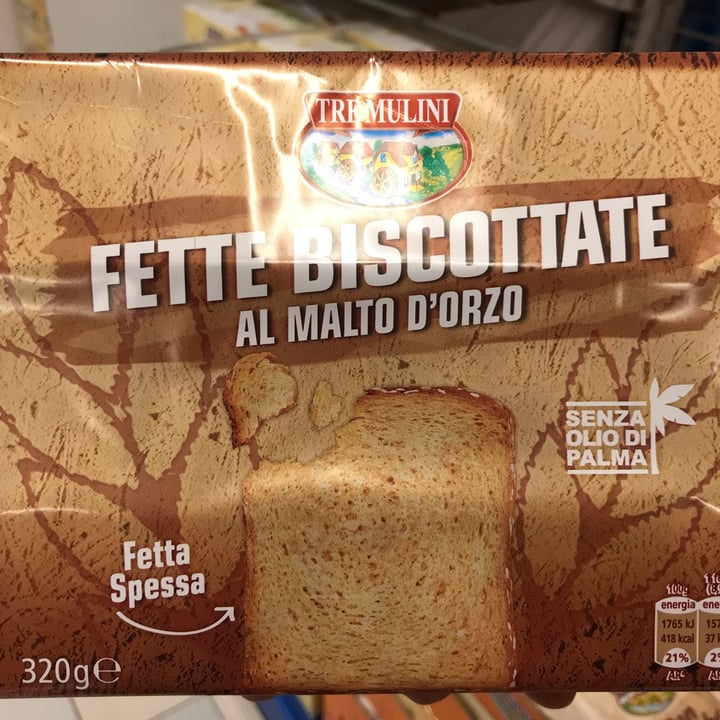 TRE MULINI
FETTE BISCOTTATE
AL MALTO D'ORZO
SENZA
OLIO DI
PALMA
Fetta
Spessa
320g℮
100g
energia
1765 kJ
418 kcal
21%
AR*